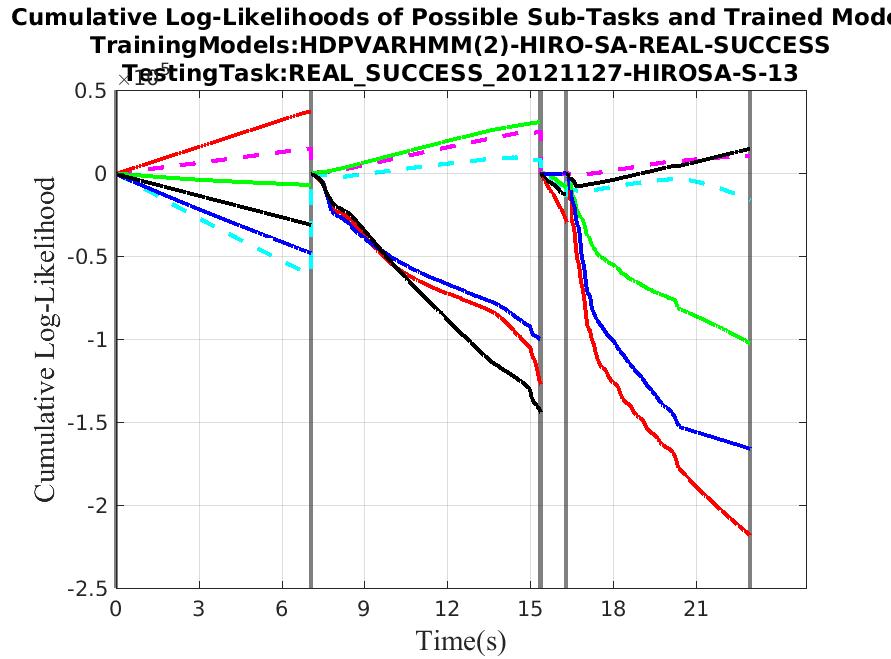 Cumulative Log-Likelihoods of Possible Sub-Tasks and Trained Mode
TrainingModels:HDPVARHMM(2)-HIRO-SA-REAL-SUCCESS
TestingTask:REAL_SUCCESS_20121127-HIROSA-S-13
×10^5
0.5
0
-0.5
-1
-1.5
-2
-2.5
Cumulative Log-Likelihood
0 3 6 9 12 15 18 21
Time(s)